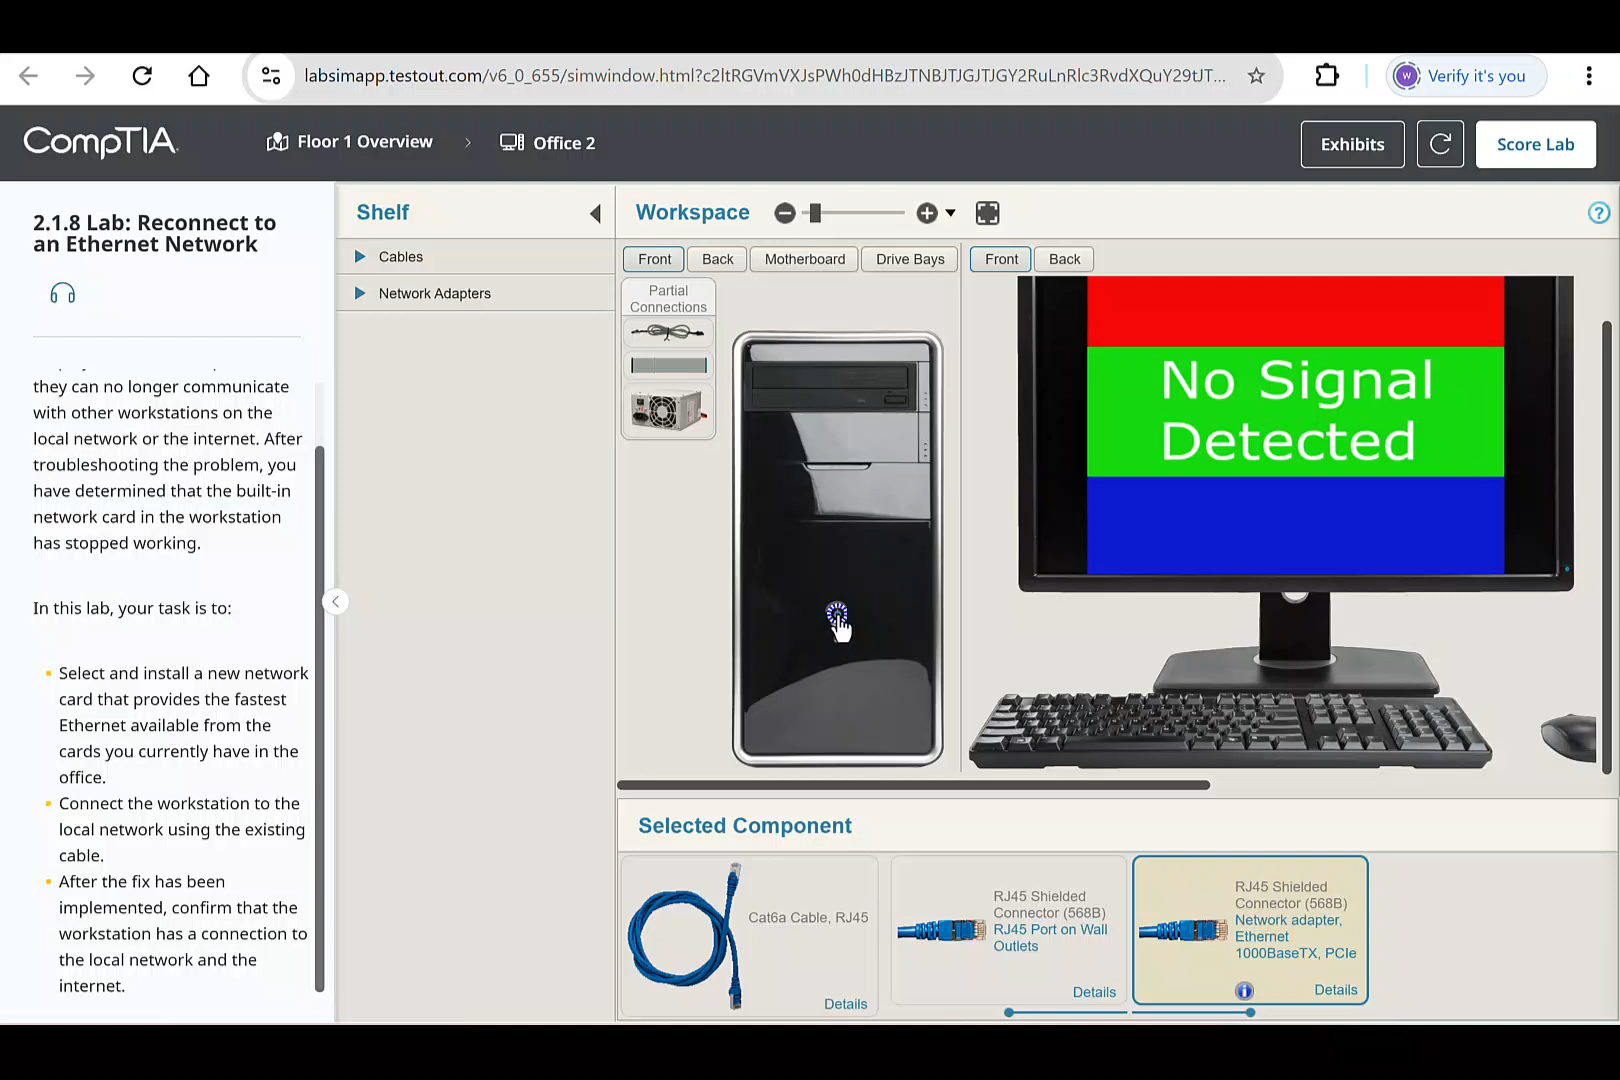 labsimapp.testout.com/v6_0_655/simwindow.html?c2ltRGVmVXJsPWh0dHBzJTNBJTJGJTJGY2RuLnRlc3RvdXQuY29tJT...
W
Verify it's you
CompTIA.
Floor 1 Overview
Office 2
Exhibits
Score Lab
2.1.8 Lab: Reconnect to
an Ethernet Network
they can no longer communicate
with other workstations on the
local network or the internet. After
troubleshooting the problem, you
have determined that the built-in
network card in the workstation
has stopped working.
In this lab, your task is to:
Select and install a new network
card that provides the fastest
Ethernet available from the
cards you currently have in the
office.
Connect the workstation to the
local network using the existing
cable.
After the fix has been
implemented, confirm that the
workstation has a connection to
the local network and the
internet.
Shelf
Cables
Network Adapters
Workspace
?
Front
Back
Motherboard
Drive Bays
Front
Back
Partial
Connections
No Signal
Detected
Selected Component
Cat6a Cable, RJ45
Details
RJ45 Shielded
Connector (568B)
RJ45 Port on Wall
Outlets
Details
RJ45 Shielded
Connector (568B)
Network adapter,
Ethernet
1000BaseTX, PCIe
i
Details